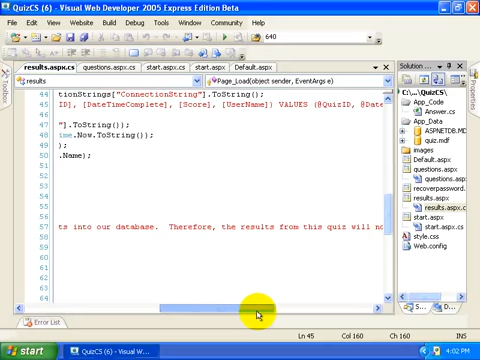 QuizCS (6) - Visual Web Developer 2005 Express Edition Beta
File Edit View Website Build Debug Tools Window Community Help
640
results.aspx.cs questions.aspx.cs start.aspx.cs start.aspx Default.aspx
results
Page_Load(object sender, EventArgs e)
44 tionStrings["ConnectionString"].ToString();
45 ID], [DateTimeComplete], [Score], [UserName]) VALUES (@QuizID, @Date
46
47 "].ToString());
48 ime.Now.ToString());
49 );
50 .Name);
51
52
53
54
55
56
57 ts into our database. Therefore, the results from this quiz will no
58
59
60
61
62
63
64
Toolbox
Solution ...
C:\...\QuizCS
App_Code
Answer.cs
App_Data
ASPNETDB.M
quiz.mdf
images
Default.aspx
questions.aspx
questions.as
recoverpassword.
results.aspx
results.aspx.c
start.aspx
start.aspx.cs
style.css
Web.config
Properties
S... D...
Error List
Ln 45 Col 160 Ch 160 INS
start
QuizCS (6) - Visual W...
4:02 PM